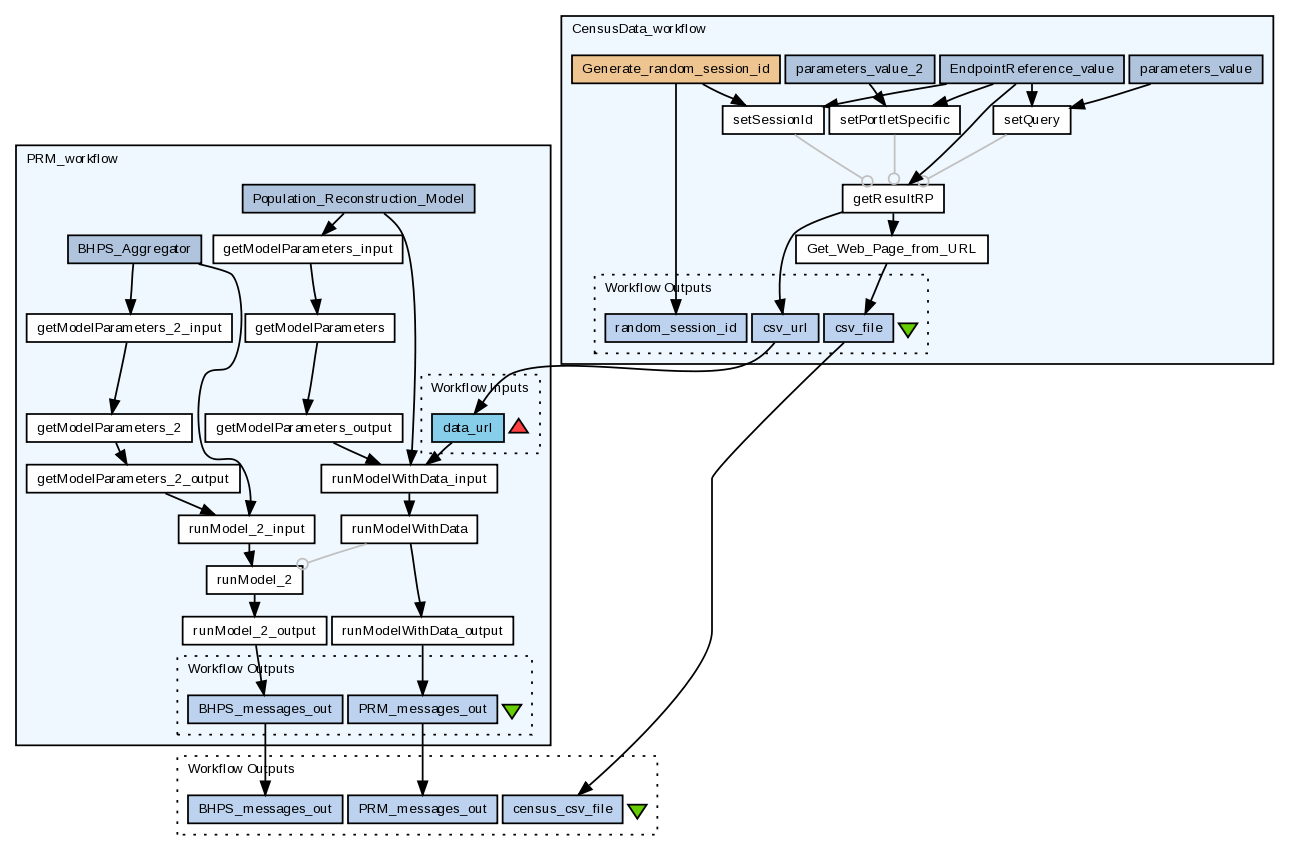 CensusData_workflow
Generate_random_session_id
parameters_value_2
EndpointReference_value
parameters_value
setSessionId
setPortletSpecific
setQuery
getResultRP
Get_Web_Page_from_URL
Workflow Outputs
random_session_id
csv_url
csv_file
PRM_workflow
Population_Reconstruction_Model
BHPS_Aggregator
getModelParameters_input
getModelParameters_2_input
getModelParameters
Workflow Inputs
getModelParameters_2
getModelParameters_output
data_url
getModelParameters_2_output
runModelWithData_input
runModel_2_input
runModelWithData
runModel_2
runModel_2_output
runModelWithData_output
Workflow Outputs
BHPS_messages_out
PRM_messages_out
Workflow Outputs
BHPS_messages_out
PRM_messages_out
census_csv_file